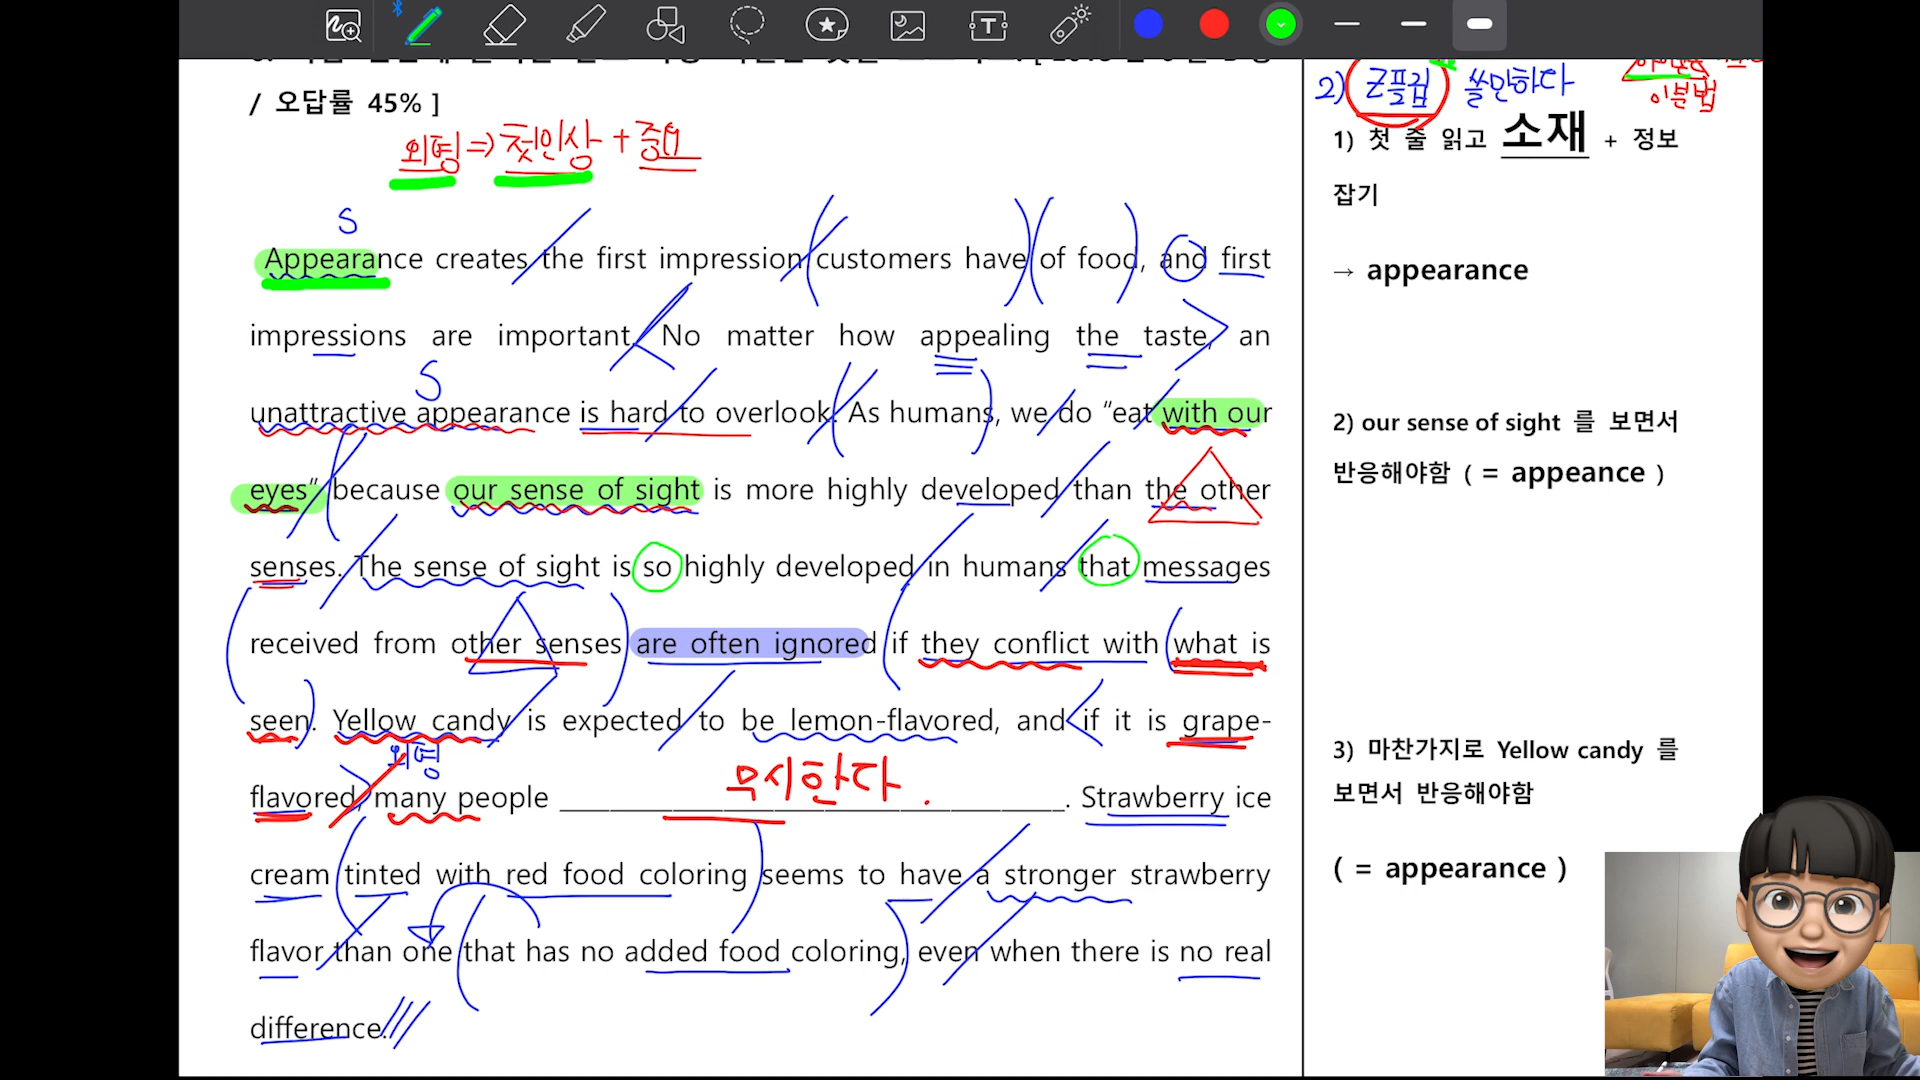 / 오답률 45% ]
외형 => 첫인상 + 중요
S
Appearance creates the first impression customers have of food, and first
impressions are important. No matter how appealing the taste, an
S
unattractive appearance is hard to overlook. As humans, we do “eat with our
eyes” because our sense of sight is more highly developed than the other
senses. The sense of sight is so highly developed in humans that messages
received from other senses are often ignored if they conflict with what is
seen. Yellow candy is expected to be lemon-flavored, and if it is grape-
외형
무시한다.
flavored, many people ____________________. Strawberry ice
cream tinted with red food coloring seems to have a stronger strawberry
flavor than one that has no added food coloring, even when there is no real
difference.
2) Z플립 쓸만하다
이분법
1) 첫 줄 읽고 소재 + 정보
잡기
→ appearance
2) our sense of sight 를 보면서
반응해야함 ( = appeance )
3) 마찬가지로 Yellow candy 를
보면서 반응해야함
( = appearance )